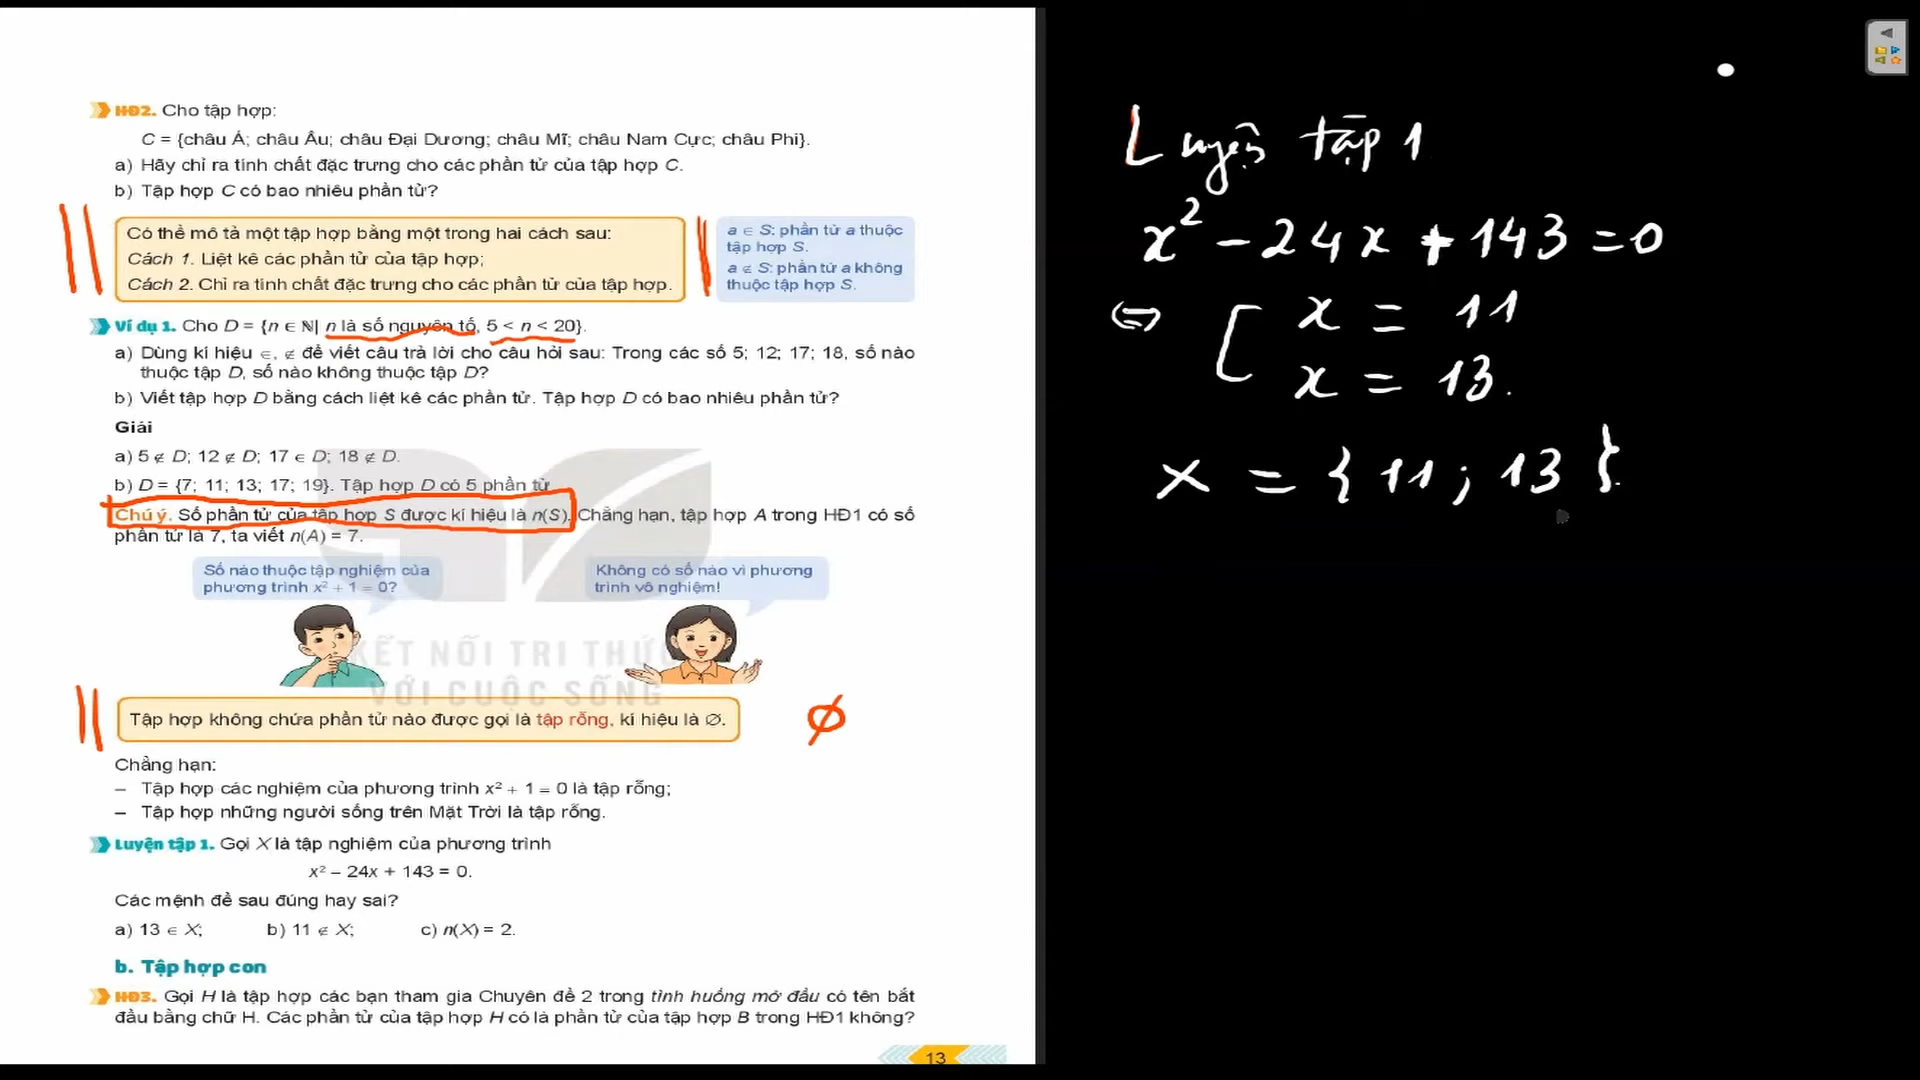 HĐ2. Cho tập hợp:
C = {châu Á; châu Âu; châu Đại Dương; châu Mĩ; châu Nam Cực; châu Phi}.
a) Hãy chỉ ra tính chất đặc trưng cho các phần tử của tập hợp C.
b) Tập hợp C có bao nhiêu phần tử?
Có thể mô tả một tập hợp bằng một trong hai cách sau:
Cách 1. Liệt kê các phần tử của tập hợp;
Cách 2. Chỉ ra tính chất đặc trưng cho các phần tử của tập hợp.
a ∈ S: phần tử a thuộc
tập hợp S.
a ∉ S: phần tử a không
thuộc tập hợp S.
Ví dụ 1. Cho D = {n ∈ ℕ| n là số nguyên tố, 5 < n < 20}.
a) Dùng kí hiệu ∈, ∉ để viết câu trả lời cho câu hỏi sau: Trong các số 5; 12; 17; 18, số nào
thuộc tập D, số nào không thuộc tập D?
b) Viết tập hợp D bằng cách liệt kê các phần tử. Tập hợp D có bao nhiêu phần tử?
Giải
a) 5 ∉ D; 12 ∉ D; 17 ∈ D; 18 ∉ D.
b) D = {7; 11; 13; 17; 19}. Tập hợp D có 5 phần tử
Chú ý. Số phần tử của tập hợp S được kí hiệu là n(S). Chẳng hạn, tập hợp A trong HĐ1 có số
phần tử là 7, ta viết n(A) = 7.
Số nào thuộc tập nghiệm của
phương trình x² + 1 = 0?
Không có số nào vì phương
trình vô nghiệm!
KẾT NỐI TRI THỨC
VỚI CUỘC SỐNG
Tập hợp không chứa phần tử nào được gọi là tập rỗng, kí hiệu là ∅.
∅
Chẳng hạn:
– Tập hợp các nghiệm của phương trình x² + 1 = 0 là tập rỗng;
– Tập hợp những người sống trên Mặt Trời là tập rỗng.
Luyện tập 1. Gọi X là tập nghiệm của phương trình
x² – 24x + 143 = 0.
Các mệnh đề sau đúng hay sai?
a) 13 ∈ X; b) 11 ∉ X; c) n(X) = 2.
b. Tập hợp con
HĐ3. Gọi H là tập hợp các bạn tham gia Chuyên đề 2 trong tình huống mở đầu có tên bắt
đầu bằng chữ H. Các phần tử của tập hợp H có là phần tử của tập hợp B trong HĐ1 không?
13
Luyện tập 1
x² - 24x + 143 = 0
⇔ [ x = 11
x = 13.
X = { 11 ; 13 }.